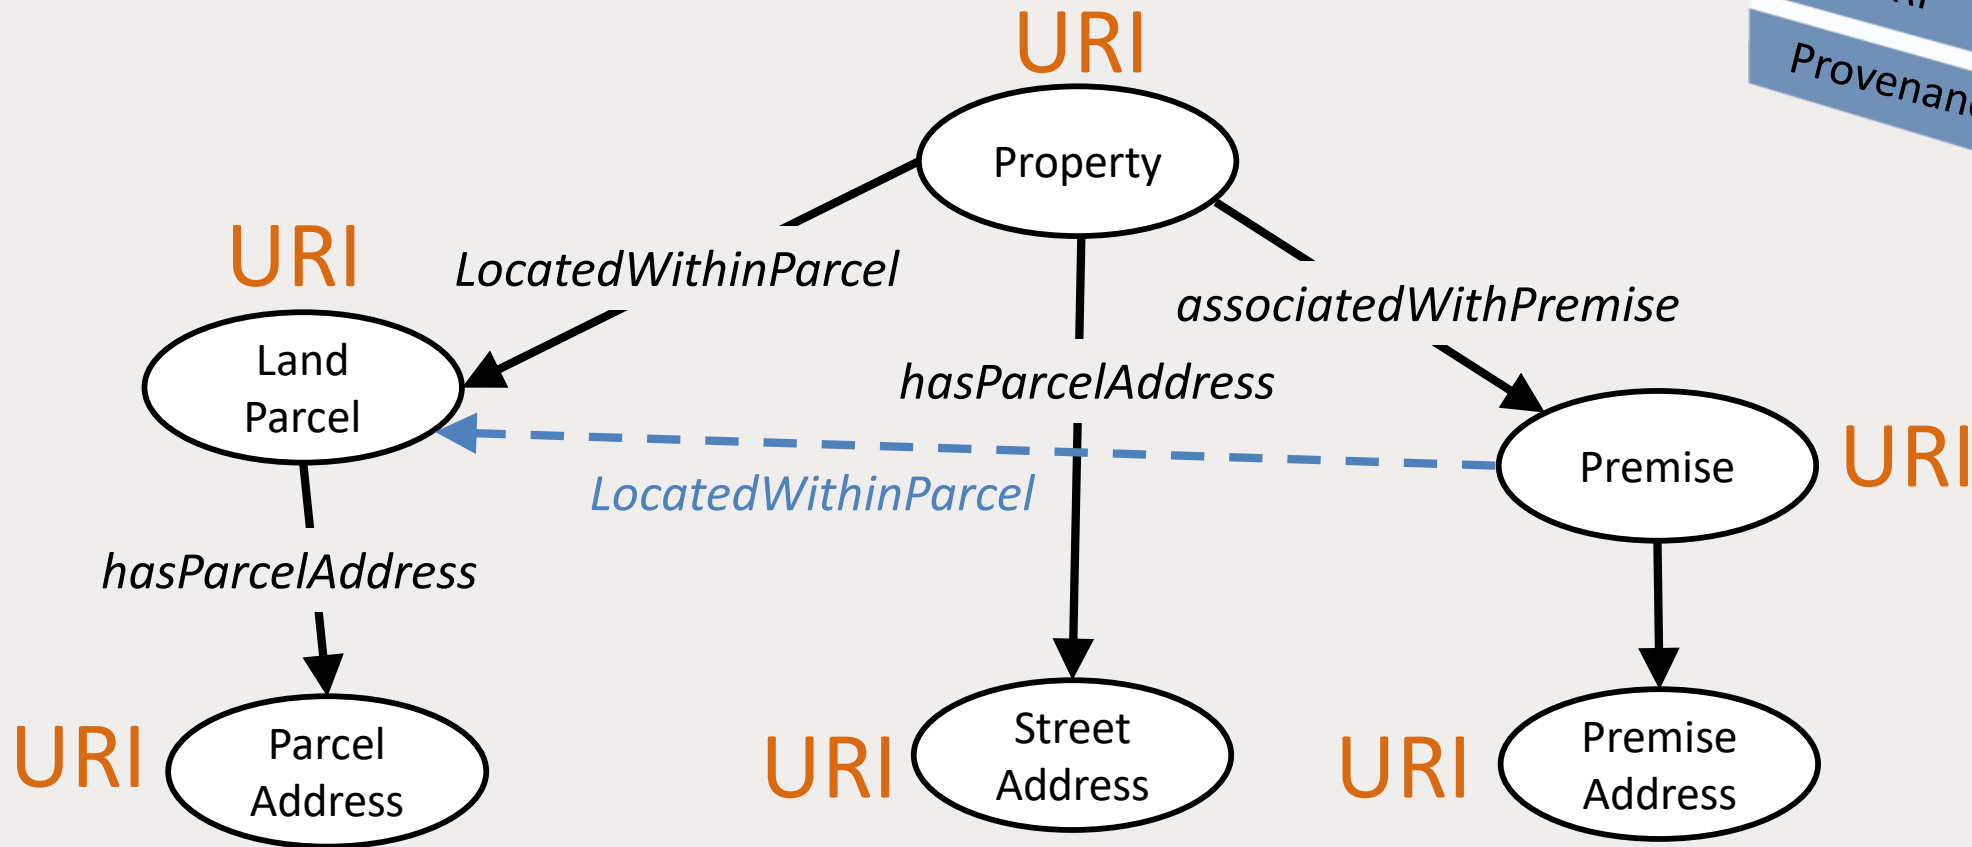 URI
Provenanc
Property
URI
LocatedWithinParcel
associatedWithPremise
Land
Parcel
hasParcelAddress
Premise
URI
LocatedWithinParcel
hasParcelAddress
Parcel
Address
URI
Street
Address
URI
Premise
Address
URI